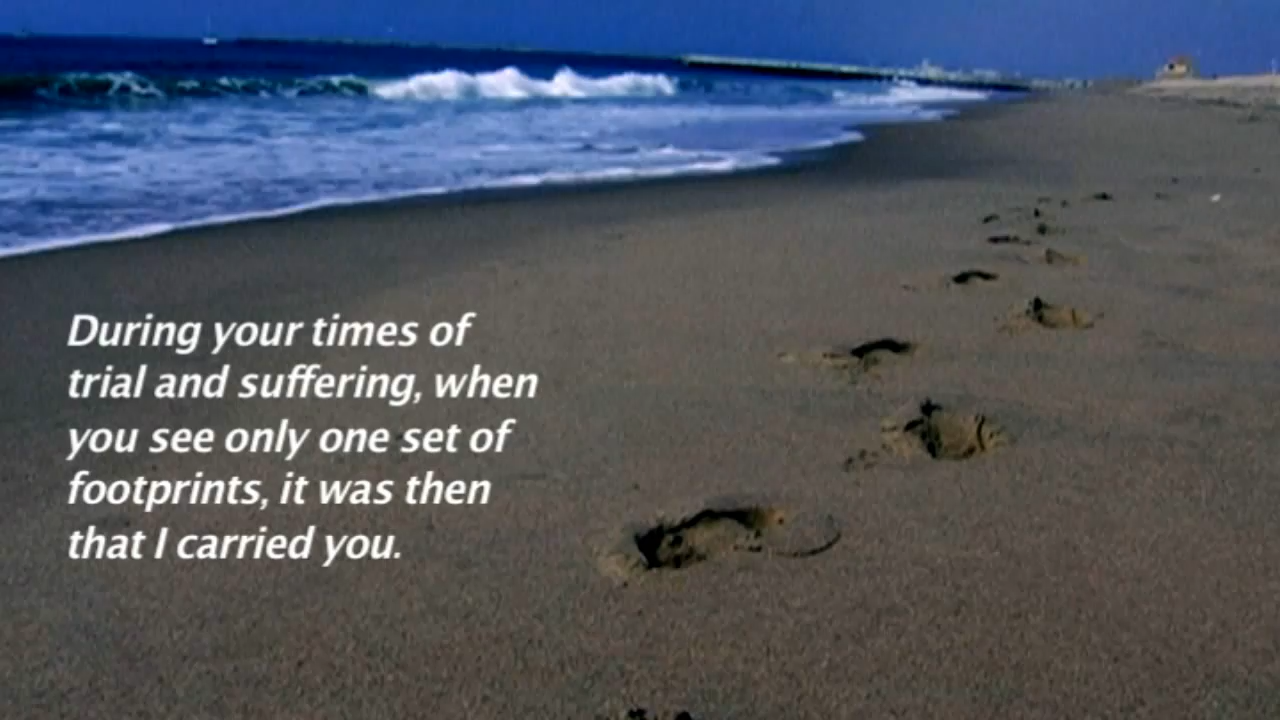 During your times of
trial and suffering, when
you see only one set of
footprints, it was then
that I carried you.